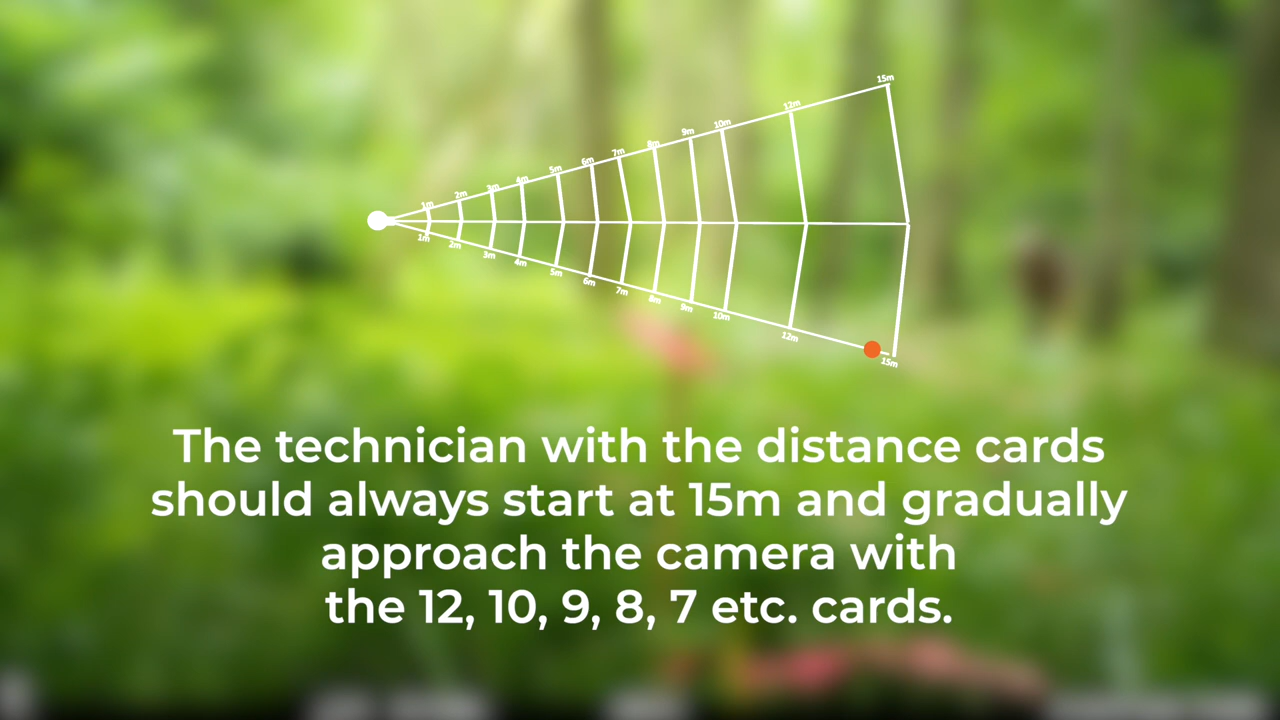 15m
12m
10m
9m
8m
7m
6m
5m
4m
3m
2m
1m
1m
2m
3m
4m
5m
6m
7m
8m
9m
10m
12m
15m
The technician with the distance cards
should always start at 15m and gradually
approach the camera with
the 12, 10, 9, 8, 7 etc. cards.